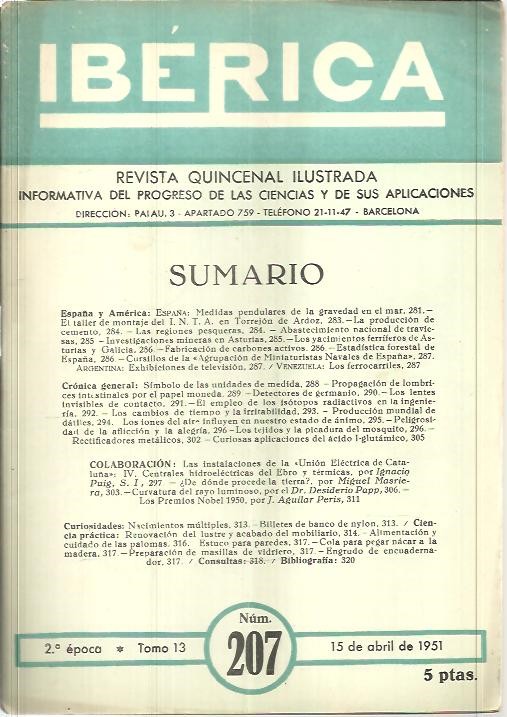 IBÉRICA
REVISTA QUINCENAL ILUSTRADA
INFORMATIVA DEL PROGRESO DE LAS CIENCIAS Y DE SUS APLICACIONES
DIRECCIÓN: PALAU, 3 - APARTADO 759 - TELÉFONO 21-11-47 - BARCELONA
SUMARIO
España y América: ESPAÑA: Medidas pendulares de la gravedad en el mar, 281.—
El taller de montaje del I. N. T. A. en Torrejón de Ardoz, 283.—La producción de
cemento, 284. — Las regiones pesqueras, 284. — Abastecimiento nacional de travie-
sas, 285 —Investigaciones mineras en Asturias, 285.—Los yacimientos ferríferos de As-
turias y Galicia, 286.—Fabricación de carbones activos, 286 —Estadística forestal de
España, 286 —Cursillos de la «Agrupación de Miniaturistas Navales de España», 287.
ARGENTINA: Exhibiciones de televisión, 287. / VENEZUELA: Los ferrocarriles, 287
Crónica general: Símbolo de las unidades de medida, 288 — Propagación de lombri-
ces intestinales por el papel moneda, 289 —Detectores de germanio, 290.— Los lentes
invisibles de contacto, 291.—El empleo de los isótopos radiactivos en la ingenie-
ría, 292. — Los cambios de tiempo y la irritabilidad, 293. — Producción mundial de
dátiles, 294. Los iones del aire influyen en nuestro estado de ánimo, 295.— Peligrosi-
dad de la aflicción y la alegría, 296 —Los tejidos y la picadura del mosquito, 296.—
Rectificadores metálicos, 302 —Curiosas aplicaciones del ácido l-glutámico, 305
COLABORACIÓN: Las instalaciones de la «Unión Eléctrica de Cata-
luña»: IV. Centrales hidroeléctricas del Ebro y térmicas, por Ignacio
Puig, S. I., 297. — ¿De dónde procede la tierra?, por Miguel Masrie-
ra, 303.—Curvatura del rayo luminoso, por el Dr. Desiderio Papp, 306. —
Los Premios Nobel 1950, por J. Aguilar Peris, 311
Curiosidades: Nacimientos múltiples, 313. —Billetes de banco de nylon, 313. / Cien-
cia práctica: Renovación del lustre y acabado del mobiliario, 314. —Alimentación y
cuidado de las palomas, 316. Estuco para paredes, 317.—Cola para pegar nácar a la
madera, 317.—Preparación de masillas de vidriero, 317.—Engrudo de encuaderna-
dor, 317 / Consultas: 318. / Bibliografía: 320
2.ª época * Tomo 13
Núm.
207
15 de abril de 1951
5 ptas.